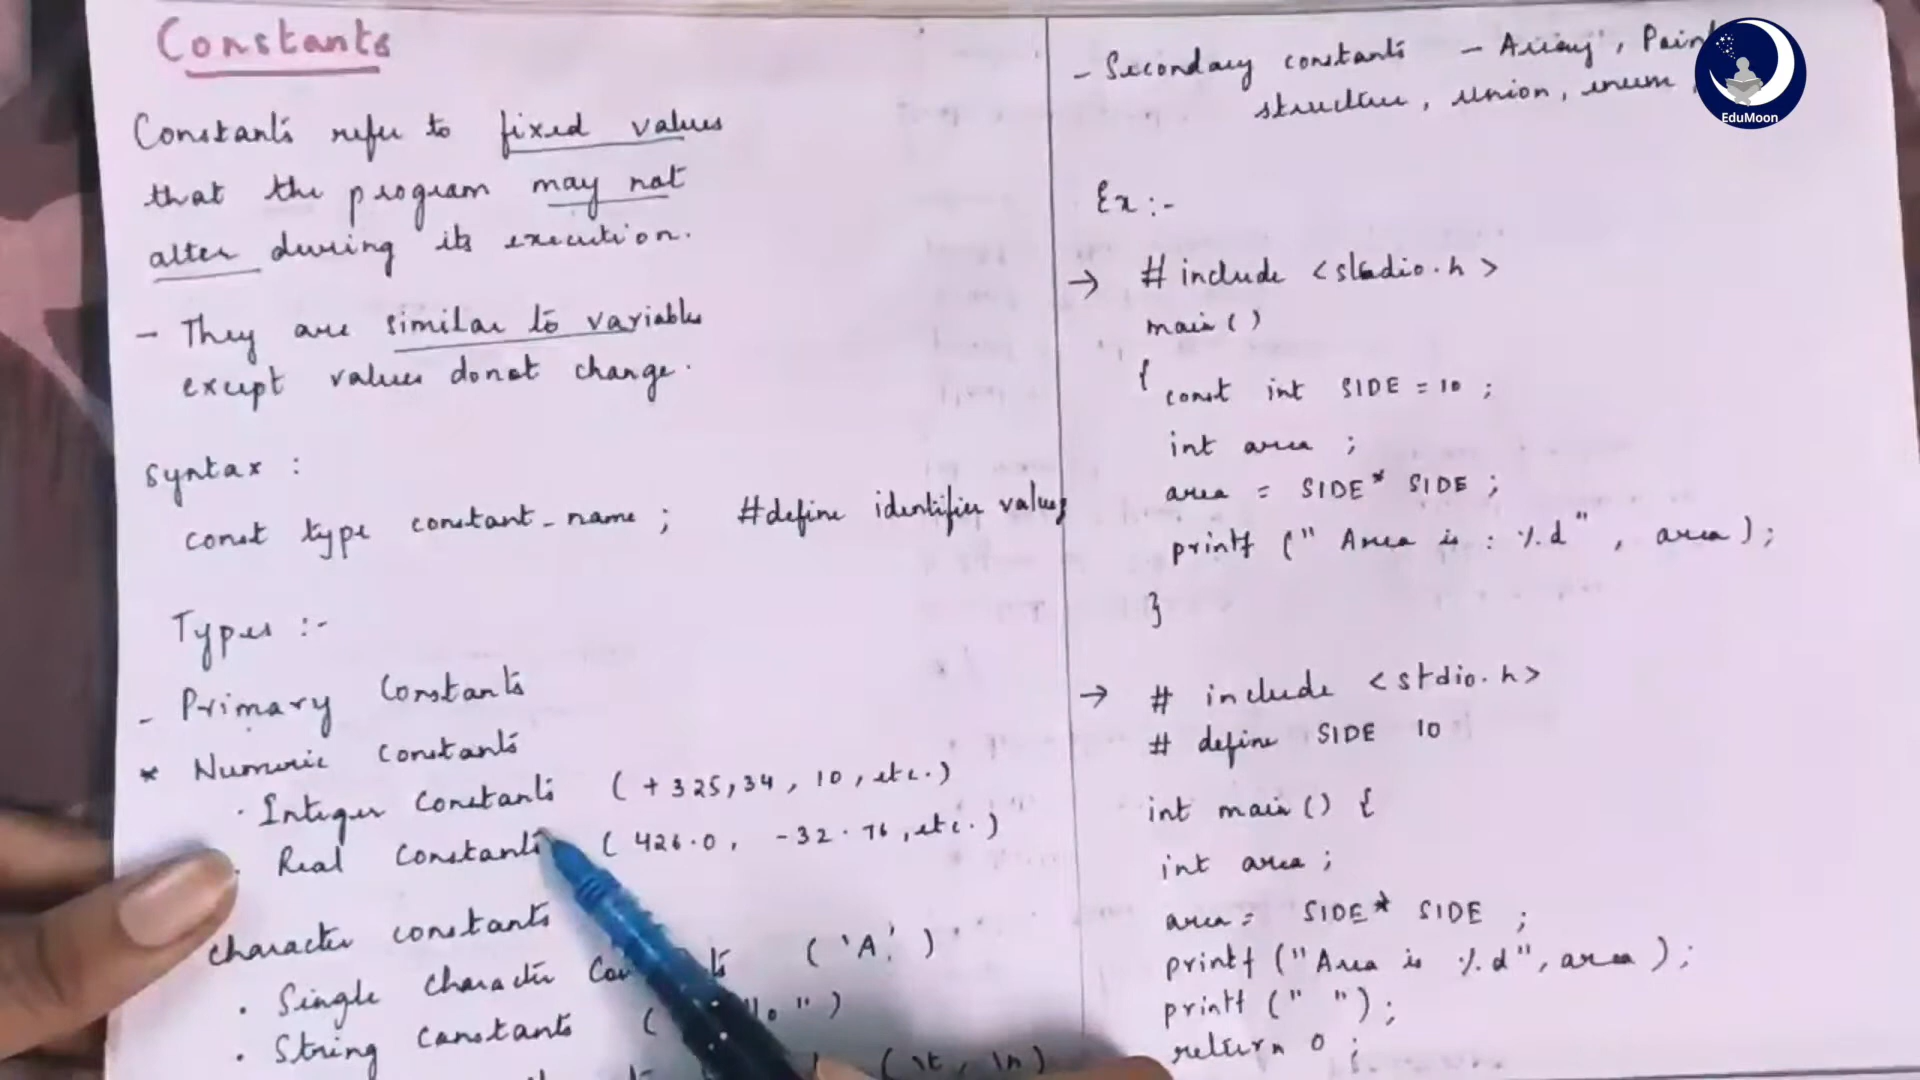 Constants
Constants refer to fixed values
that the program may not
alter during its execution.
- They are similar to variables
except values donot change.
Syntax :
const type constant_name ; #define identifier values
Types :-
- Primary Constants
* Numeric constants
· Integer Constants (+325, 34, 10, etc.)
· Real Constants (426.0, -32.76, etc.)
character constants
· Single character ('A')
· String constants ( ")
(\t, \n)
- Secondary constants - Array,
structure, union, enum,
EduMoon
Ex :-
→ # include <stdio.h>
main ()
{
const int SIDE = 10 ;
int area ;
area = SIDE * SIDE ;
printf (" Area is : %d" , area ) ;
}
→ # include <stdio.h>
# define SIDE 10
int main () {
int area ;
area = SIDE * SIDE ;
printf ("Area is %d", area ) ;
printf (" ") ;
return 0 ;